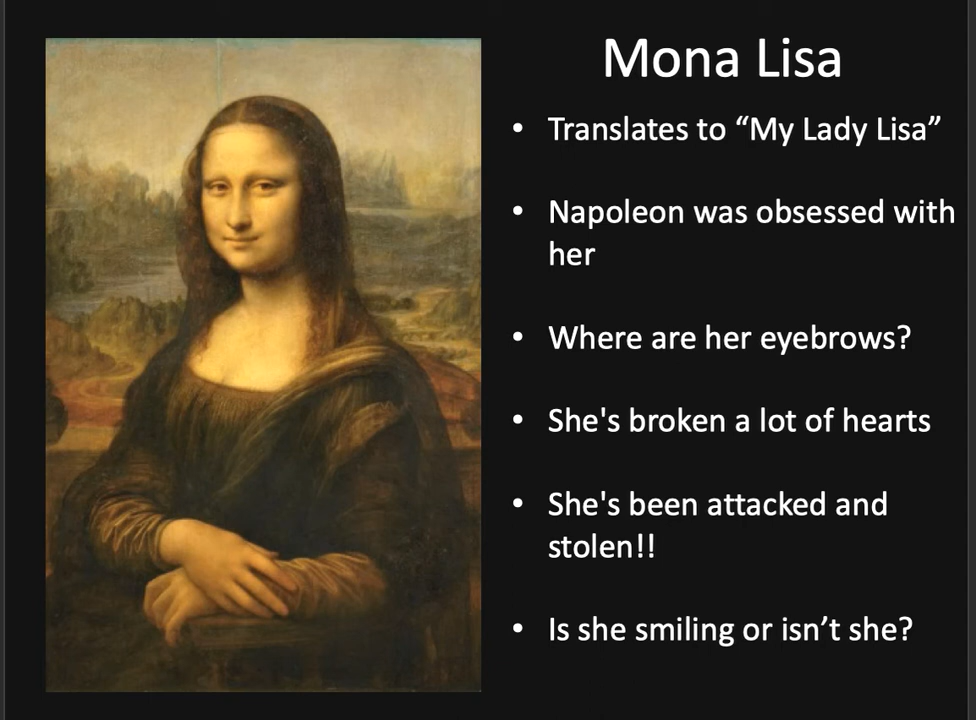 Mona Lisa
• Translates to “My Lady Lisa”
• Napoleon was obsessed with
her
• Where are her eyebrows?
• She's broken a lot of hearts
• She's been attacked and
stolen!!
• Is she smiling or isn’t she?